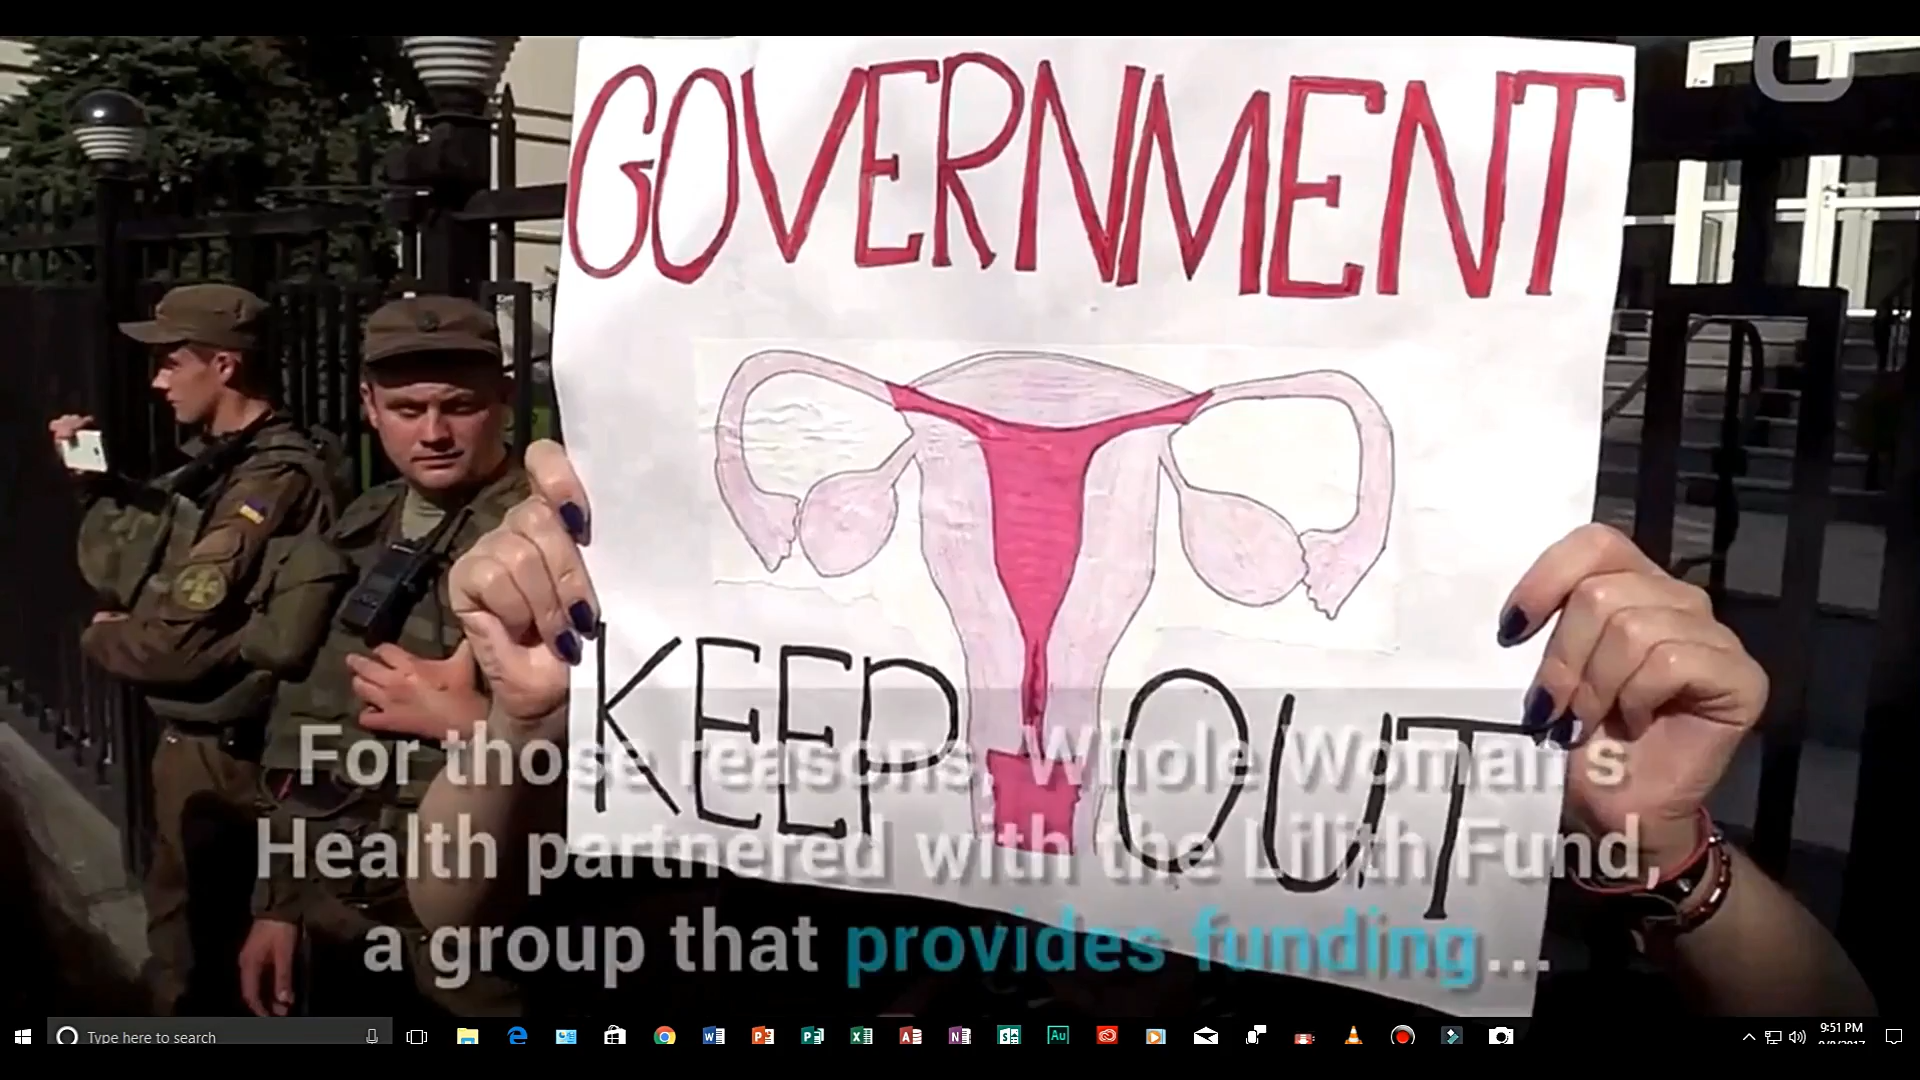 GOVERNMENT
KEEP OUT
For those reasons, Whole Woman's
Health partnered with the Lilith Fund,
a group that provides funding...
Type here to search
Au
9:51 PM